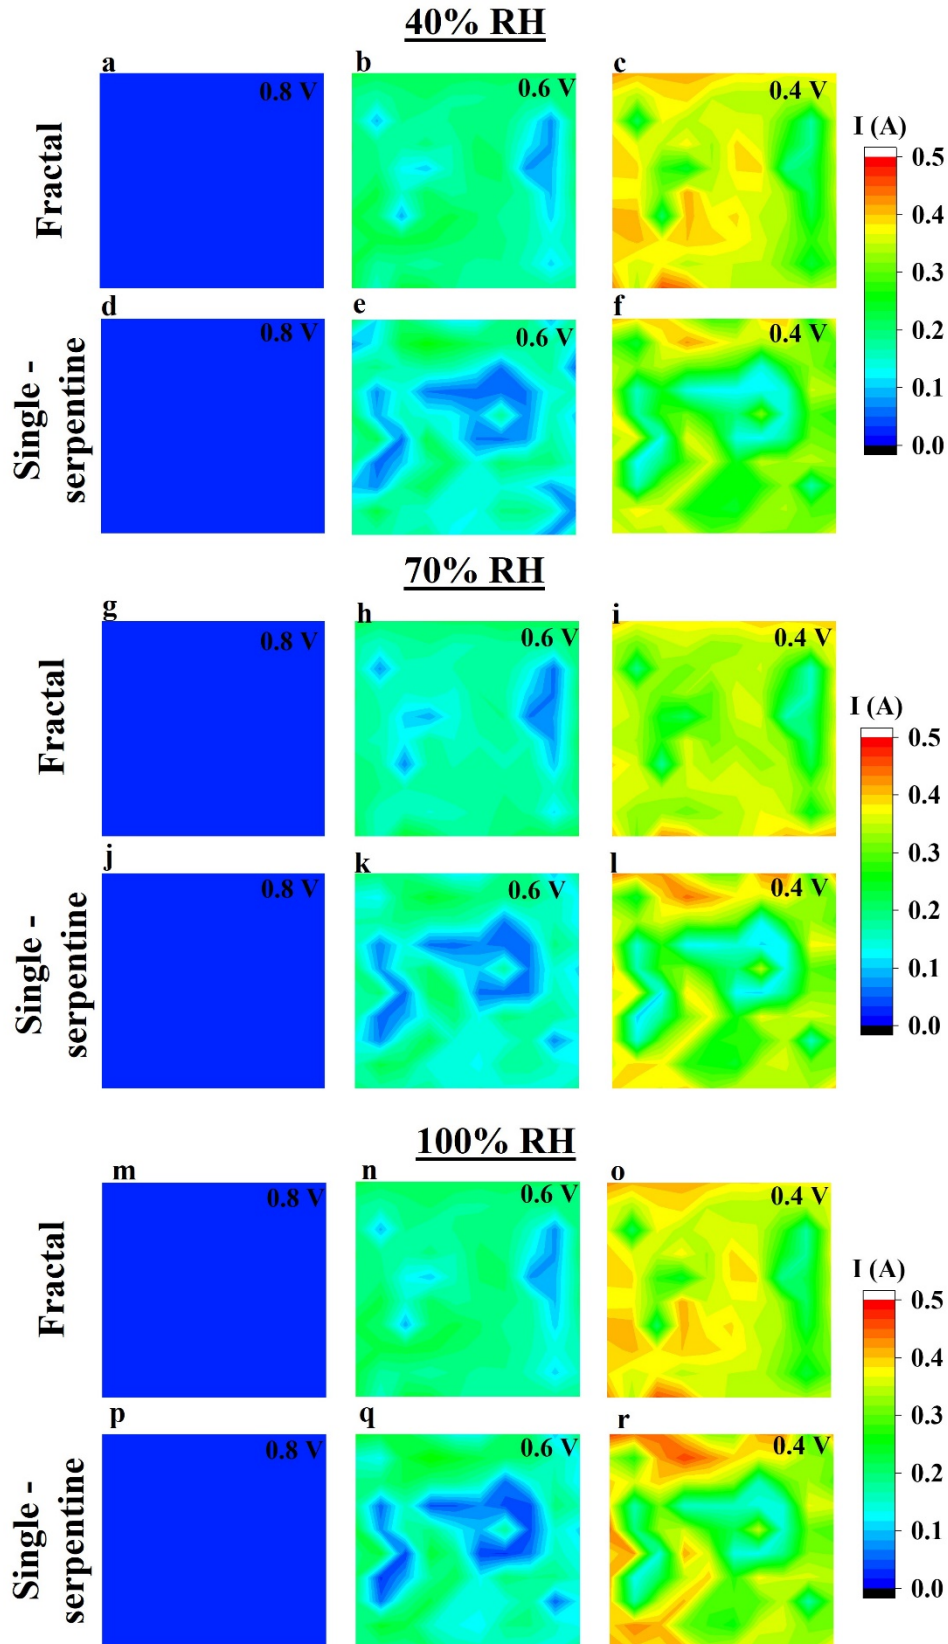 40% RH
a
b
c
Fractal
0.8 V
0.6 V
0.4 V
I (A)
0.5
0.4
0.3
0.2
0.1
0.0
d
e
f
Single -
serpentine
0.8 V
0.6 V
0.4 V
70% RH
g
h
i
Fractal
0.8 V
0.6 V
0.4 V
I (A)
0.5
0.4
0.3
0.2
0.1
0.0
j
k
l
Single -
serpentine
0.8 V
0.6 V
0.4 V
100% RH
m
n
o
Fractal
0.8 V
0.6 V
0.4 V
I (A)
0.5
0.4
0.3
0.2
0.1
0.0
p
q
r
Single -
serpentine
0.8 V
0.6 V
0.4 V